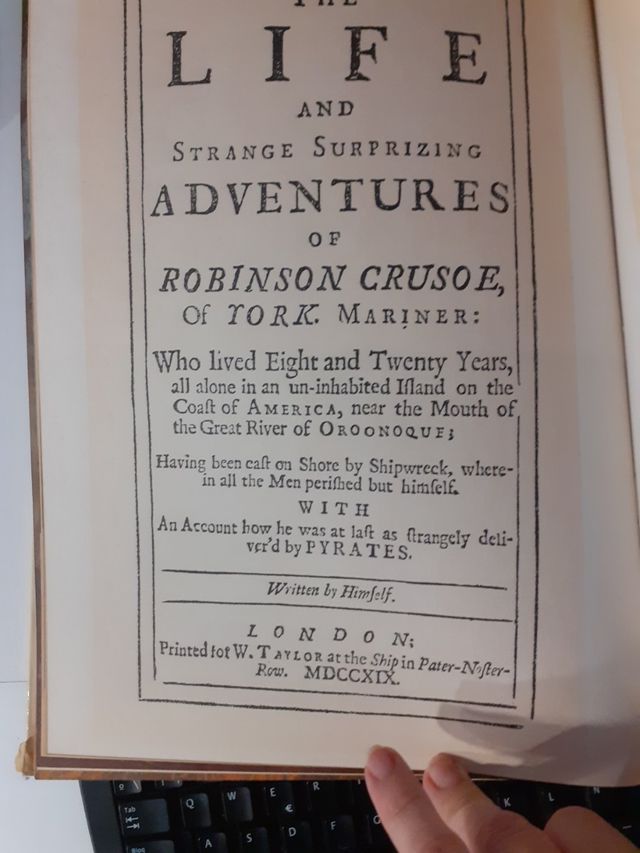 THE
LIFE
AND
STRANGE SURPRIZING
ADVENTURES
OF
ROBINSON CRUSOE,
Of YORK. MARINER:
Who lived Eight and Twenty Years,
all alone in an un-inhabited Iſland on the
Coaſt of AMERICA, near the Mouth of
the Great River of OROONOQUE;
Having been caſt on Shore by Shipwreck, where-
in all the Men periſhed but himſelf.
WITH
An Account how he was at laſt as ſtrangely deli-
ver'd by PYRATES.
Written by Himſelf.
LONDON;
Printed for W. TAYLOR at the Ship in Pater-Noſter-
Row. MDCCXIX.
Tab Q W E € R K L N
A S D F